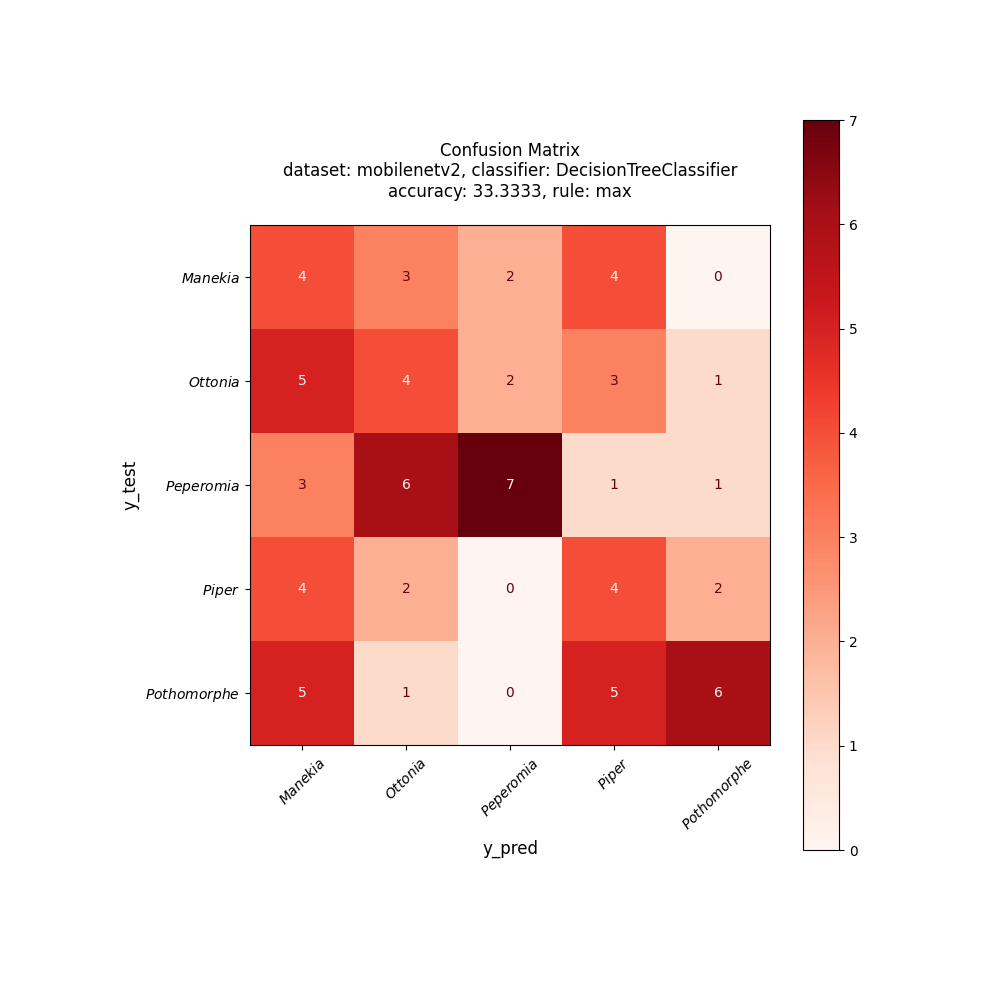 Confusion Matrix
dataset: mobilenetv2, classifier: DecisionTreeClassifier
accuracy: 33.3333, rule: max
y_test
Manekia 4 3 2 4 0
Ottonia 5 4 2 3 1
Peperomia 3 6 7 1 1
Piper 4 2 0 4 2
Pothomorphe 5 1 0 5 6
Manekia Ottonia Peperomia Piper Pothomorphe
y_pred
7
6
5
4
3
2
1
0